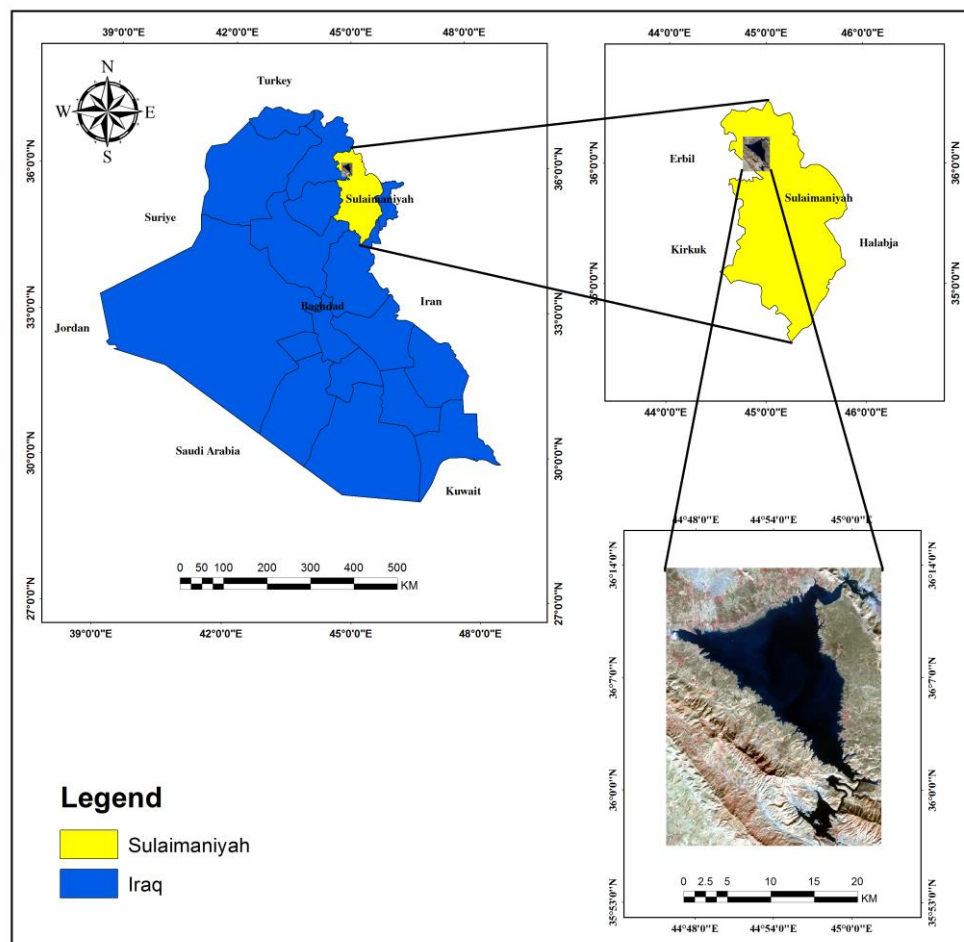 39°0'0"E 42°0'0"E 45°0'0"E 48°0'0"E
N
W E
S
Turkey
36°0'0"N
36°0'0"N
Sulaimaniyah
Suriye
33°0'0"N
Baghdad
Iran
33°0'0"N
Jordan
30°0'0"N
Saudi Arabia
Kuwait
30°0'0"N
0 50 100 200 300 400 500
KM
27°0'0"N
27°0'0"N
39°0'0"E 42°0'0"E 45°0'0"E 48°0'0"E
44°0'0"E 45°0'0"E 46°0'0"E
36°0'0"N
Erbil
36°0'0"N
Sulaimaniyah
Kirkuk
Halabja
35°0'0"N
35°0'0"N
44°0'0"E 45°0'0"E 46°0'0"E
44°48'0"E 44°54'0"E 45°0'0"E
36°14'0"N
36°14'0"N
36°7'0"N
36°7'0"N
36°0'0"N
36°0'0"N
0 2.5 5 10 15 20
KM
35°53'0"N
35°53'0"N
44°48'0"E 44°54'0"E 45°0'0"E
Legend
Sulaimaniyah
Iraq